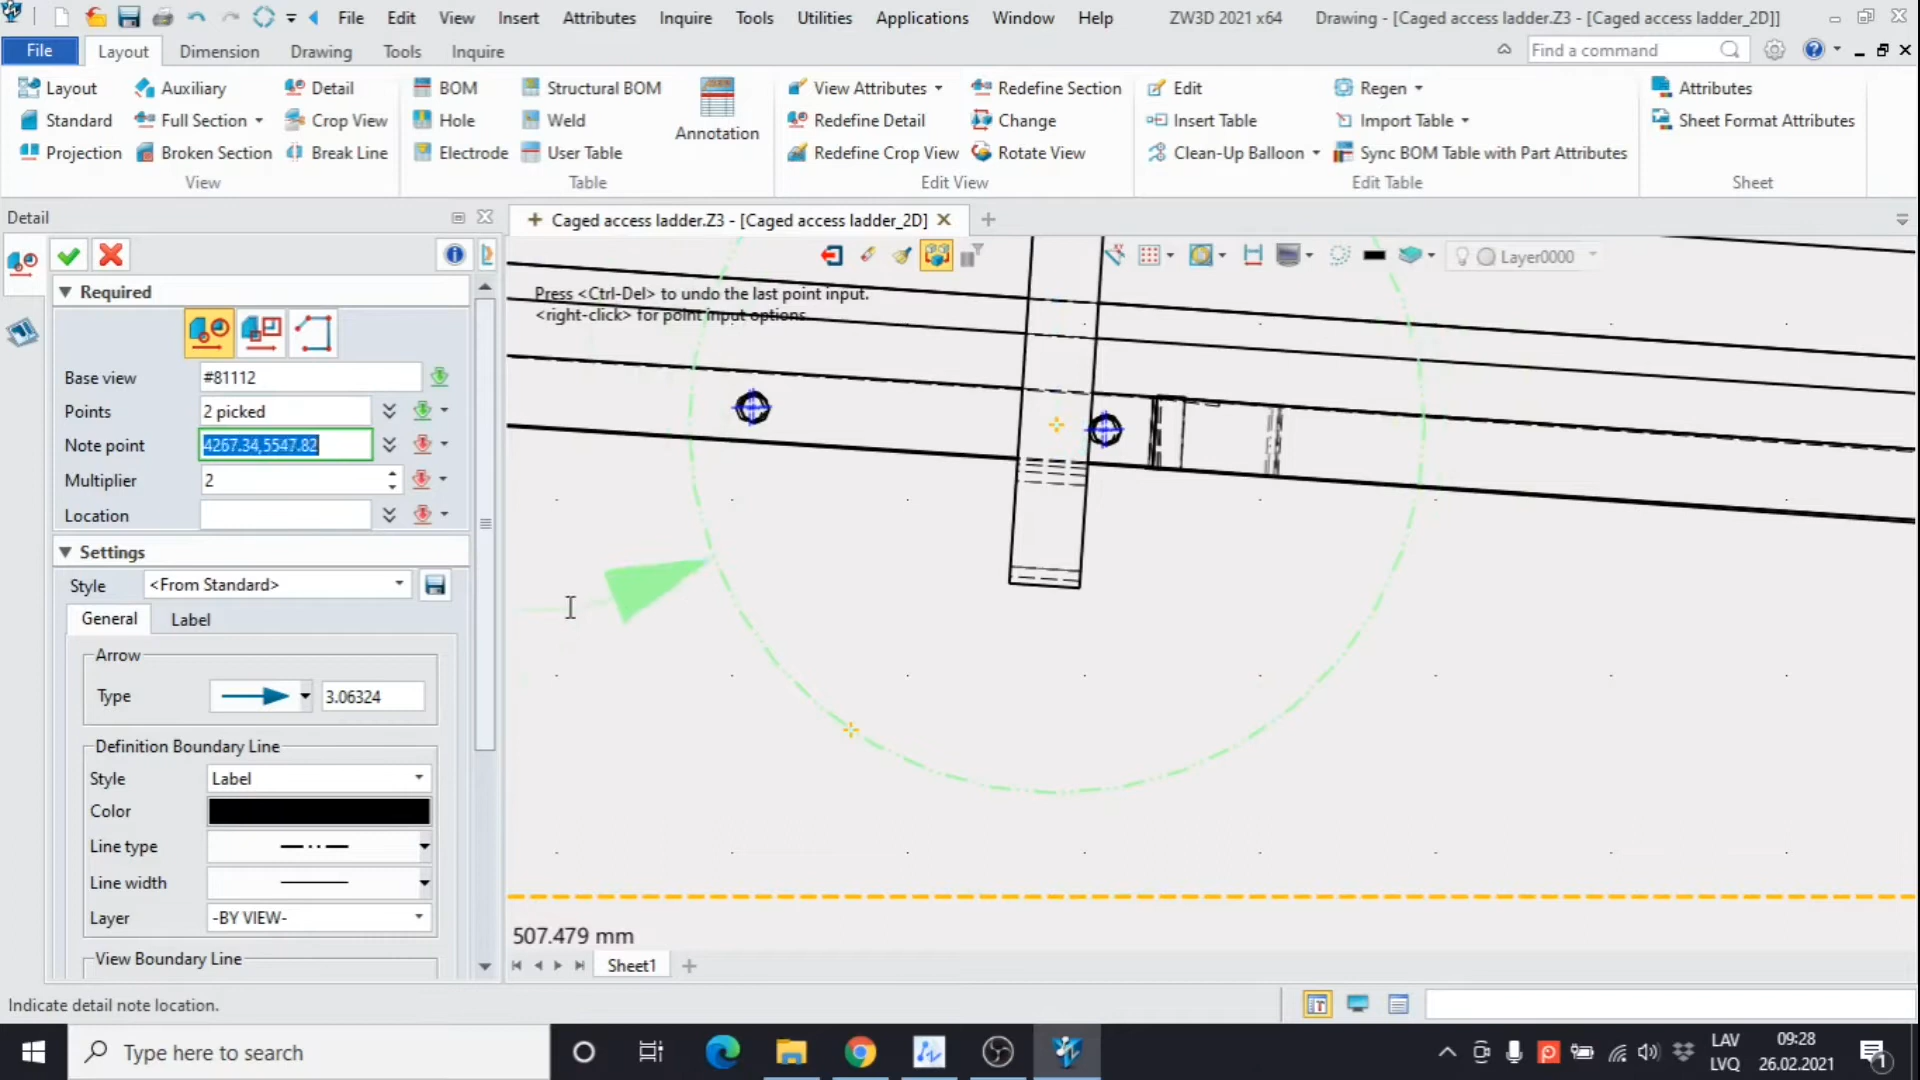 File Edit View Insert Attributes Inquire Tools Utilities Applications Window Help ZW3D 2021 x64 Drawing - [Caged access ladder.Z3 - [Caged access ladder_2D]]
File Layout Dimension Drawing Tools Inquire Find a command
Layout Auxiliary Detail BOM Structural BOM View Attributes Redefine Section Edit Regen Attributes
Standard Full Section Crop View Hole Weld Annotation Redefine Detail Change Insert Table Import Table Sheet Format Attributes
Projection Broken Section Break Line Electrode User Table Redefine Crop View Rotate View Clean-Up Balloon Sync BOM Table with Part Attributes
View Table Edit View Edit Table Sheet
Detail
Caged access ladder.Z3 - [Caged access ladder_2D]
Layer0000
Press <Ctrl-Del> to undo the last point input.
<right-click> for point input options.
Required
Base view #81112
Points 2 picked
Note point 4267.34,5547.82
Multiplier 2
Location
Settings
Style <From Standard>
General Label
Arrow
Type 3.06324
Definition Boundary Line
Style Label
Color
Line type
Line width
Layer -BY VIEW-
View Boundary Line
507.479 mm
Sheet1
Indicate detail note location.
Type here to search
LAV
LVQ
09:28
26.02.2021
1